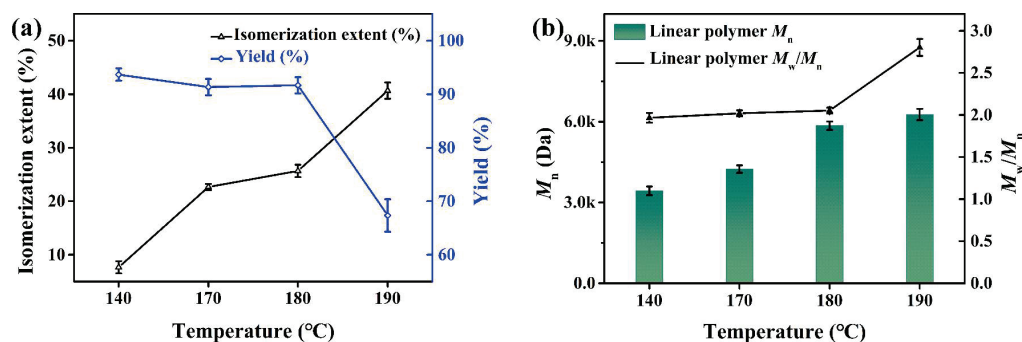 (a)
Isomerization extent (%)
Yield (%)
50
40
30
20
10
100
90
80
70
60
Isomerization extent (%)
Yield (%)
140 170 180 190
Temperature (°C)
(b)
Linear polymer Mn
Linear polymer Mw/Mn
9.0k
6.0k
3.0k
0.0
3.0
2.5
2.0
1.5
1.0
0.5
0.0
Mn (Da)
Mw/Mn
140 170 180 190
Temperature (°C)